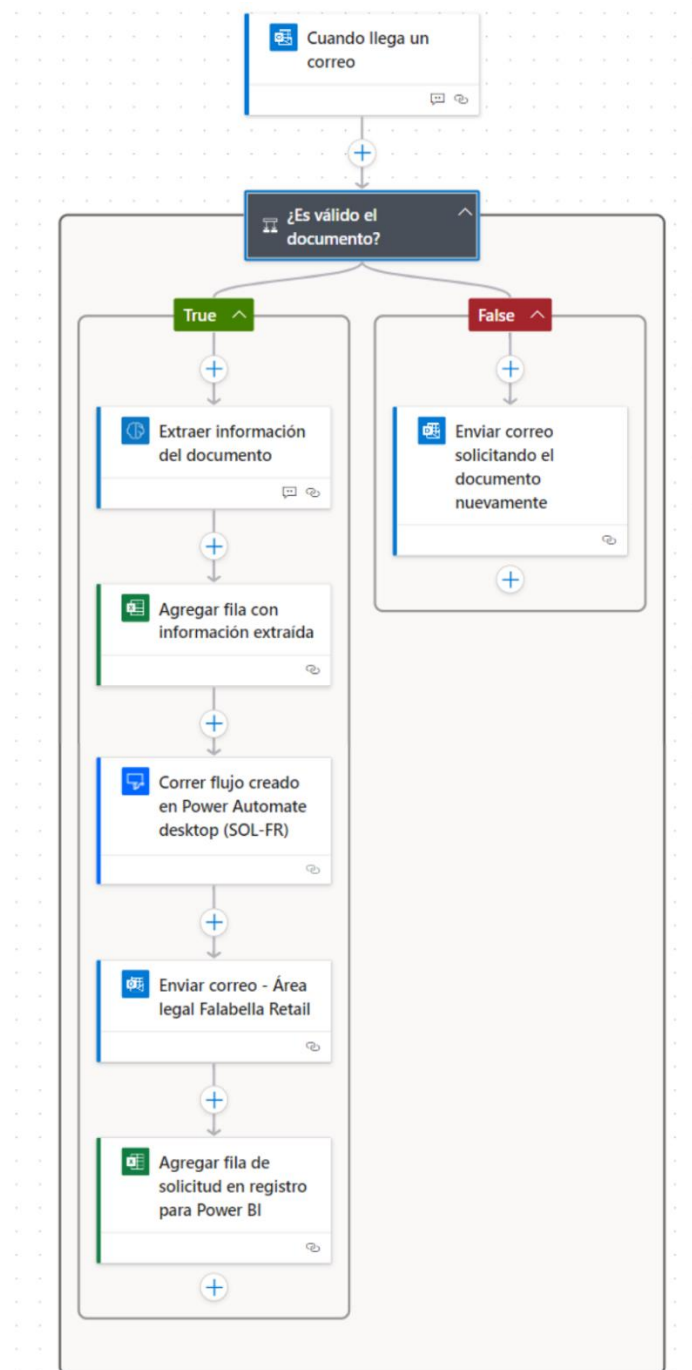 Cuando llega un
correo
¿Es válido el
documento?
True
False
Extraer información
del documento
Enviar correo
solicitando el
documento
nuevamente
Agregar fila con
información extraída
Correr flujo creado
en Power Automate
desktop (SOL-FR)
Enviar correo - Área
legal Falabella Retail
Agregar fila de
solicitud en registro
para Power BI